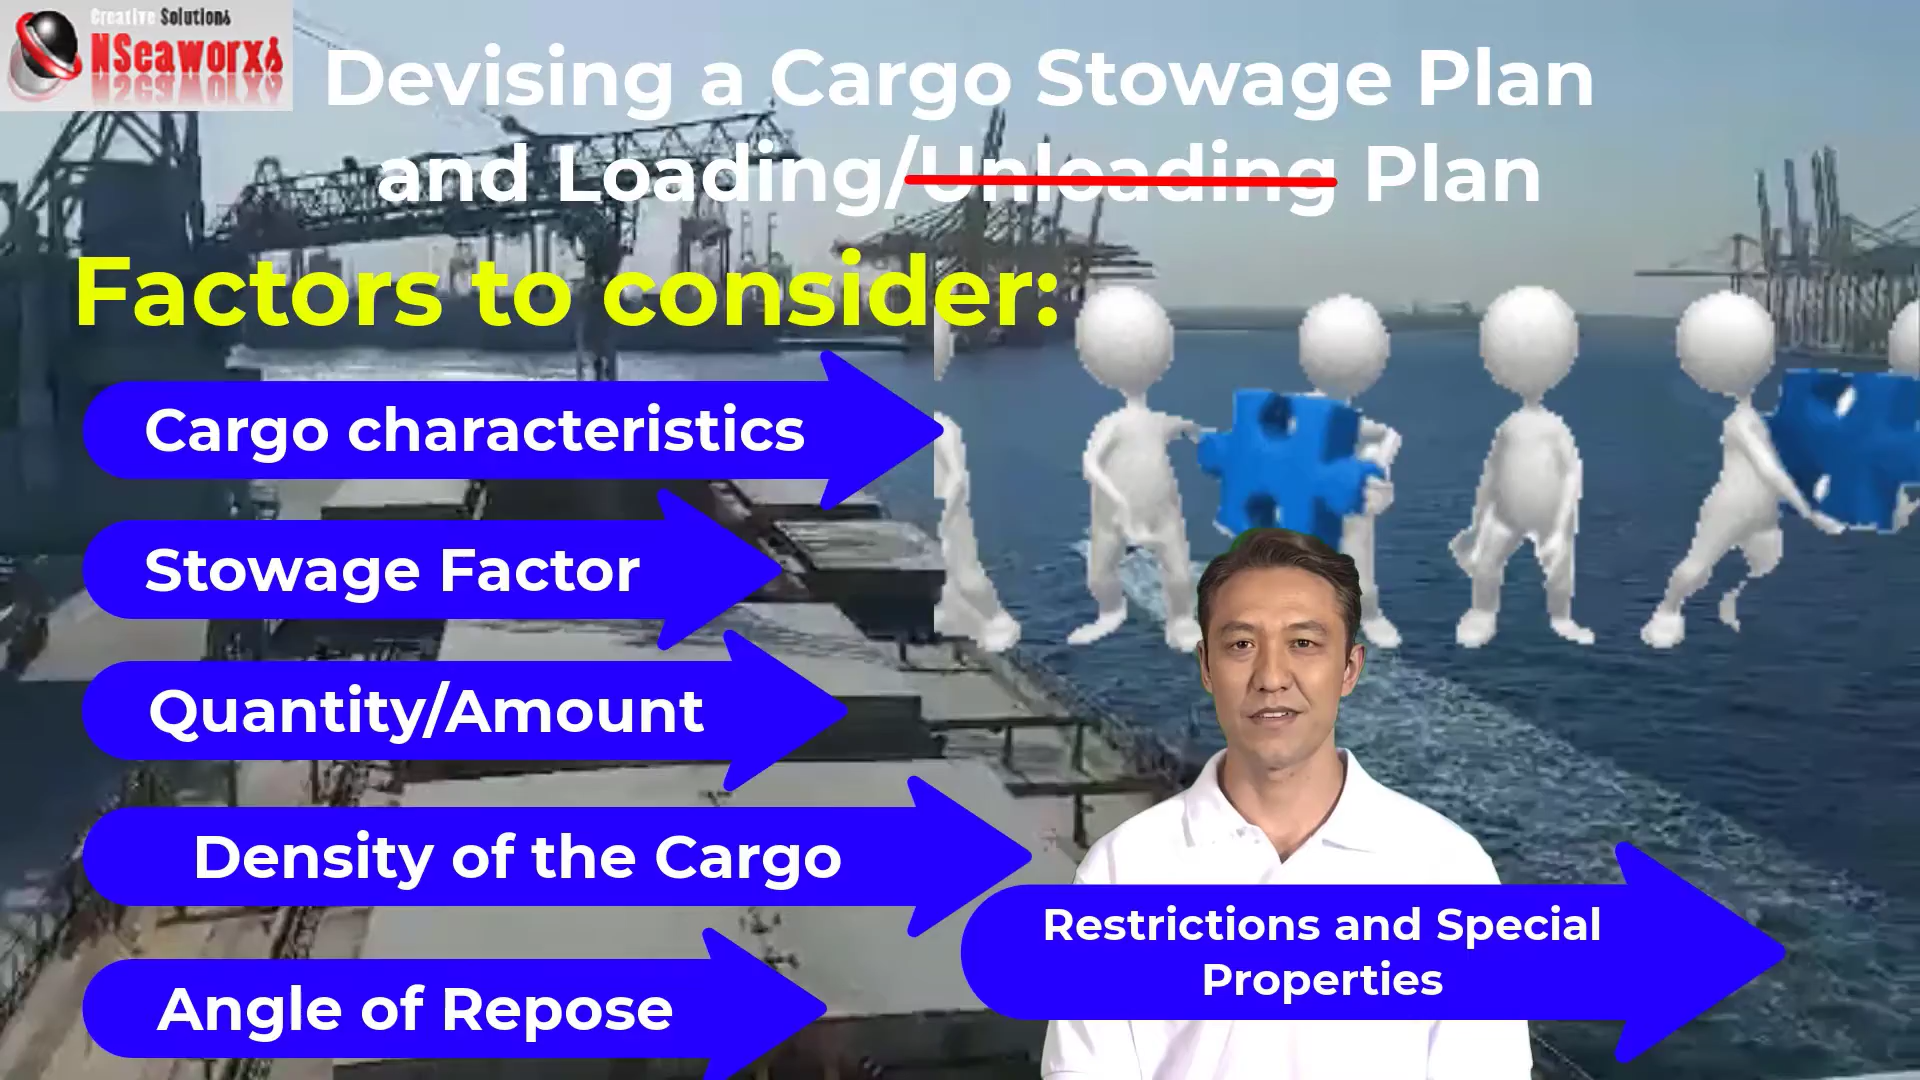 Creative Solutions
NSeaworxs
Devising a Cargo Stowage Plan
and Loading/Unloading Plan
Factors to consider:
Cargo characteristics
Stowage Factor
Quantity/Amount
Density of the Cargo
Angle of Repose
Restrictions and Special
Properties